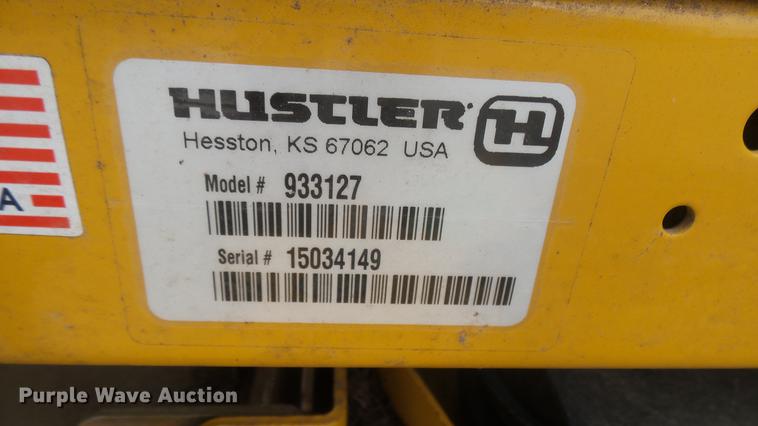 HUSTLER H
Hesston, KS 67062 USA
Model # 933127
Serial # 15034149
A
Purple Wave Auction